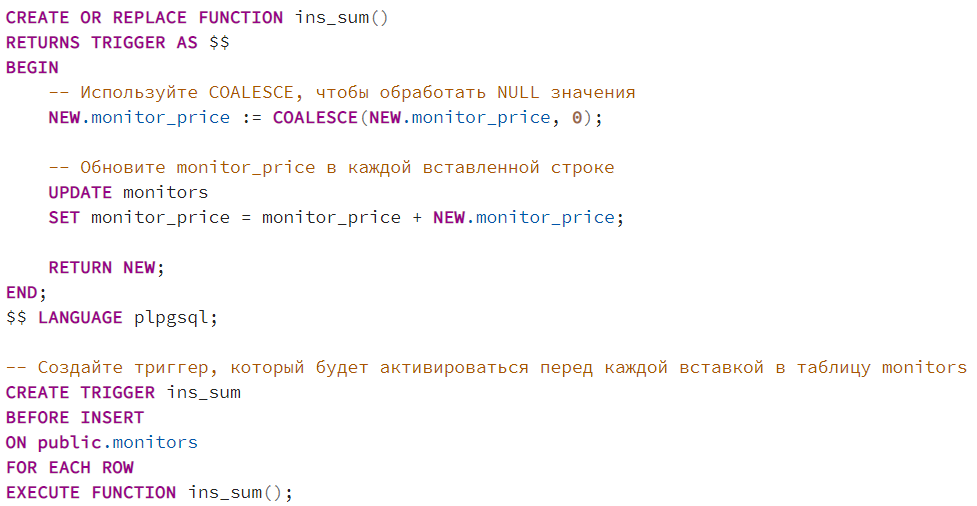 CREATE OR REPLACE FUNCTION ins_sum()
RETURNS TRIGGER AS $$
BEGIN
    -- Используйте COALESCE, чтобы обработать NULL значения
    NEW.monitor_price := COALESCE(NEW.monitor_price, 0);

    -- Обновите monitor_price в каждой вставленной строке
    UPDATE monitors
    SET monitor_price = monitor_price + NEW.monitor_price;

    RETURN NEW;
END;
$$ LANGUAGE plpgsql;

-- Создайте триггер, который будет активироваться перед каждой вставкой в таблицу monitors
CREATE TRIGGER ins_sum
BEFORE INSERT
ON public.monitors
FOR EACH ROW
EXECUTE FUNCTION ins_sum();